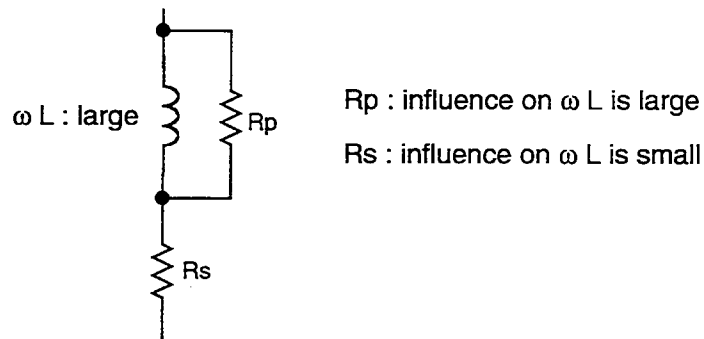 Rp : influence on ω L is large
ω L : large
Rp
Rs : influence on ω L is small
Rs